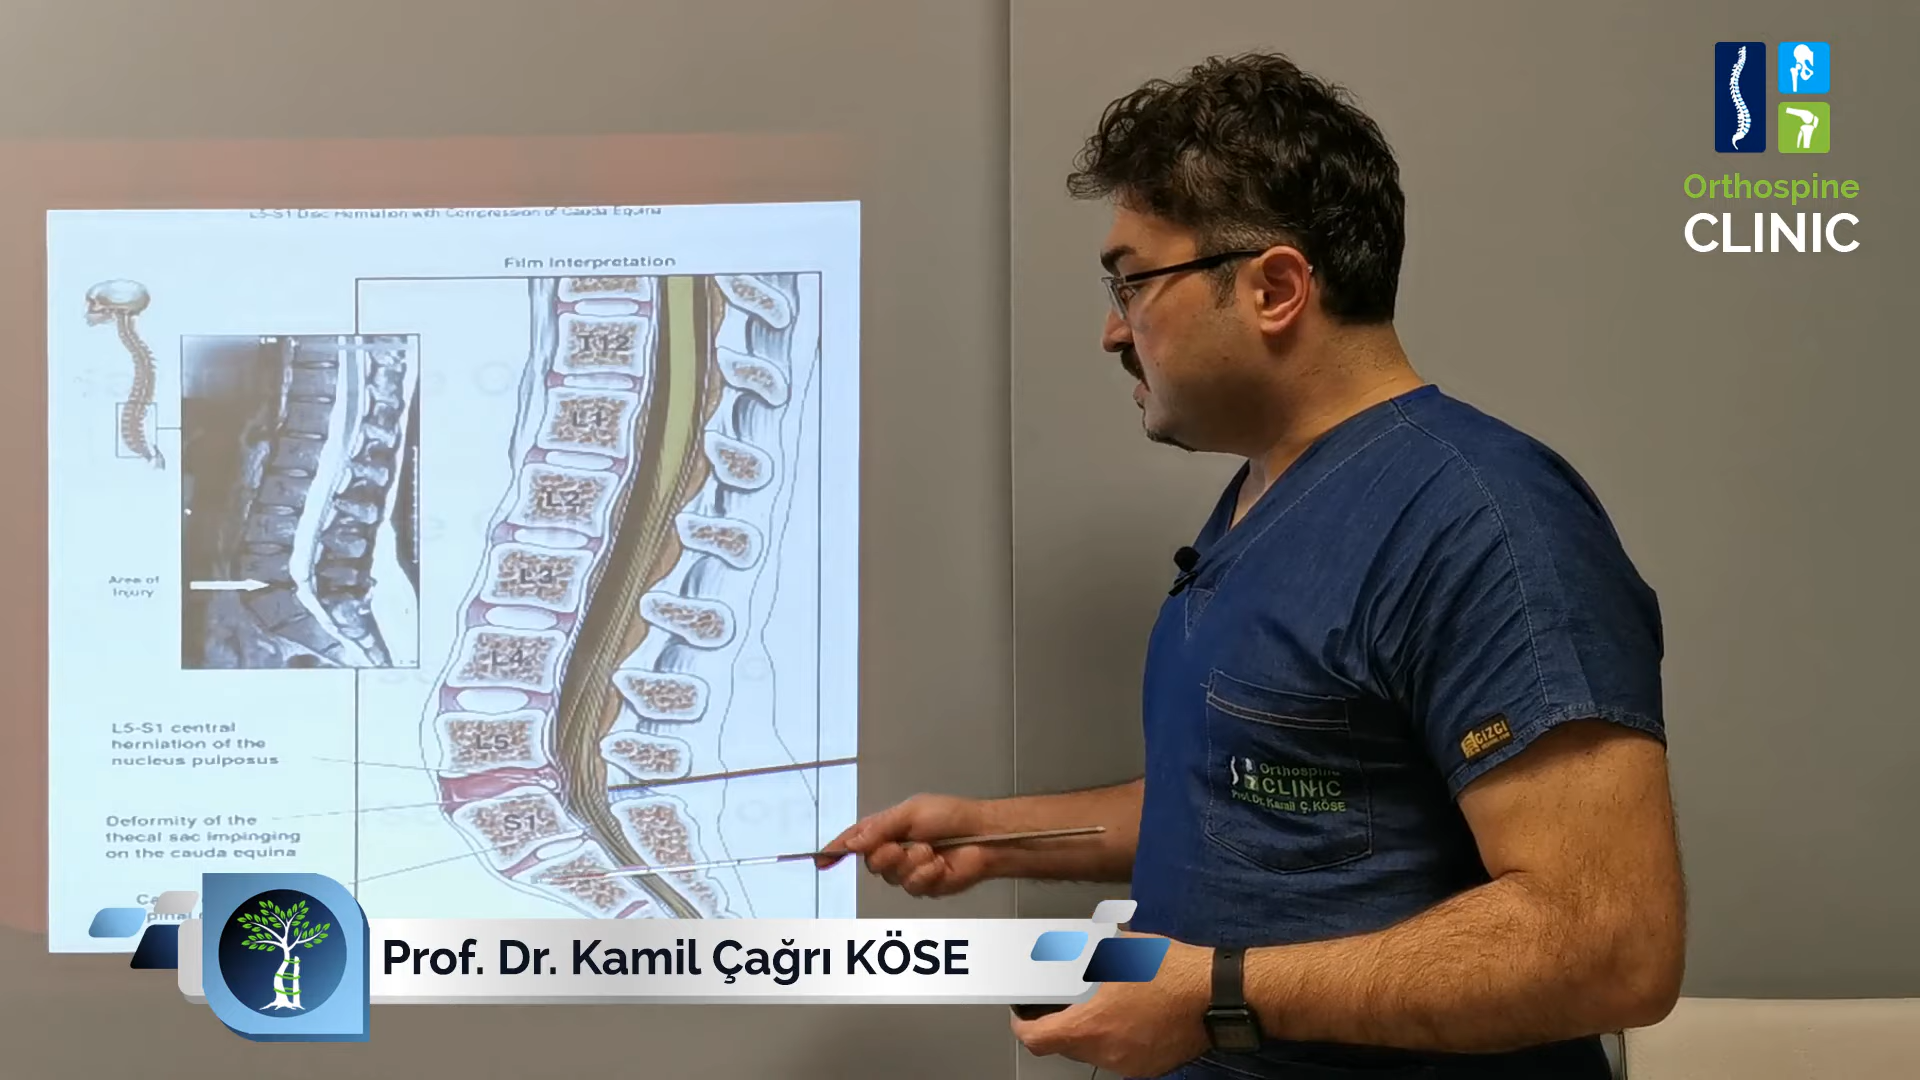 Orthospine
CLINIC
L5-S1 Disc Herniation with Compression of Cauda Equina
Film Interpretation
T12
L1
L2
L3
L4
L5
S1
Area of
Injury
L5-S1 central
herniation of the
nucleus pulposus
Deformity of the
thecal sac impinging
on the cauda equina
CIZGI
Orthospine
CLINIC
Prof.Dr. Kamil Ç. KÖSE
Prof. Dr. Kamil Çağrı KÖSE